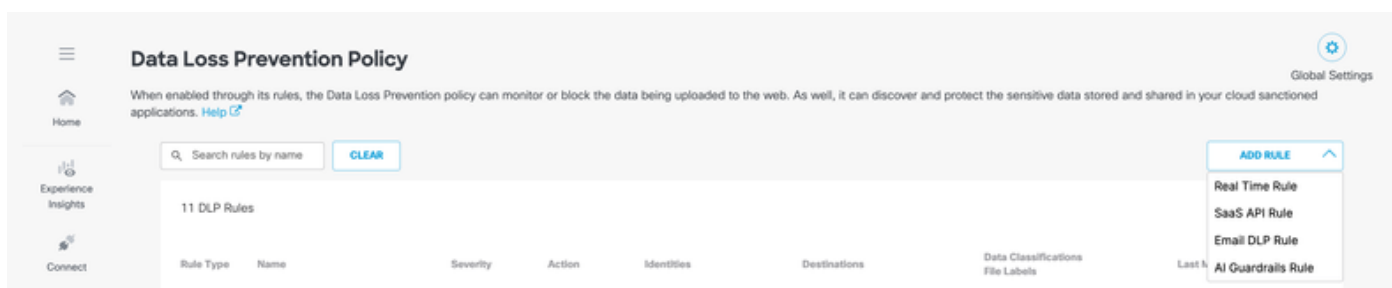 Data Loss Prevention Policy
Global Settings
When enabled through its rules, the Data Loss Prevention policy can monitor or block the data being uploaded to the web. As well, it can discover and protect the sensitive data stored and shared in your cloud sanctioned
applications. Help
Home
Search rules by name CLEAR ADD RULE
Real Time Rule
SaaS API Rule
Email DLP Rule
AI Guardrails Rule
Experience
Insights
11 DLP Rules
Connect
Rule Type Name Severity Action Identities Destinations Data Classifications
File Labels
Last